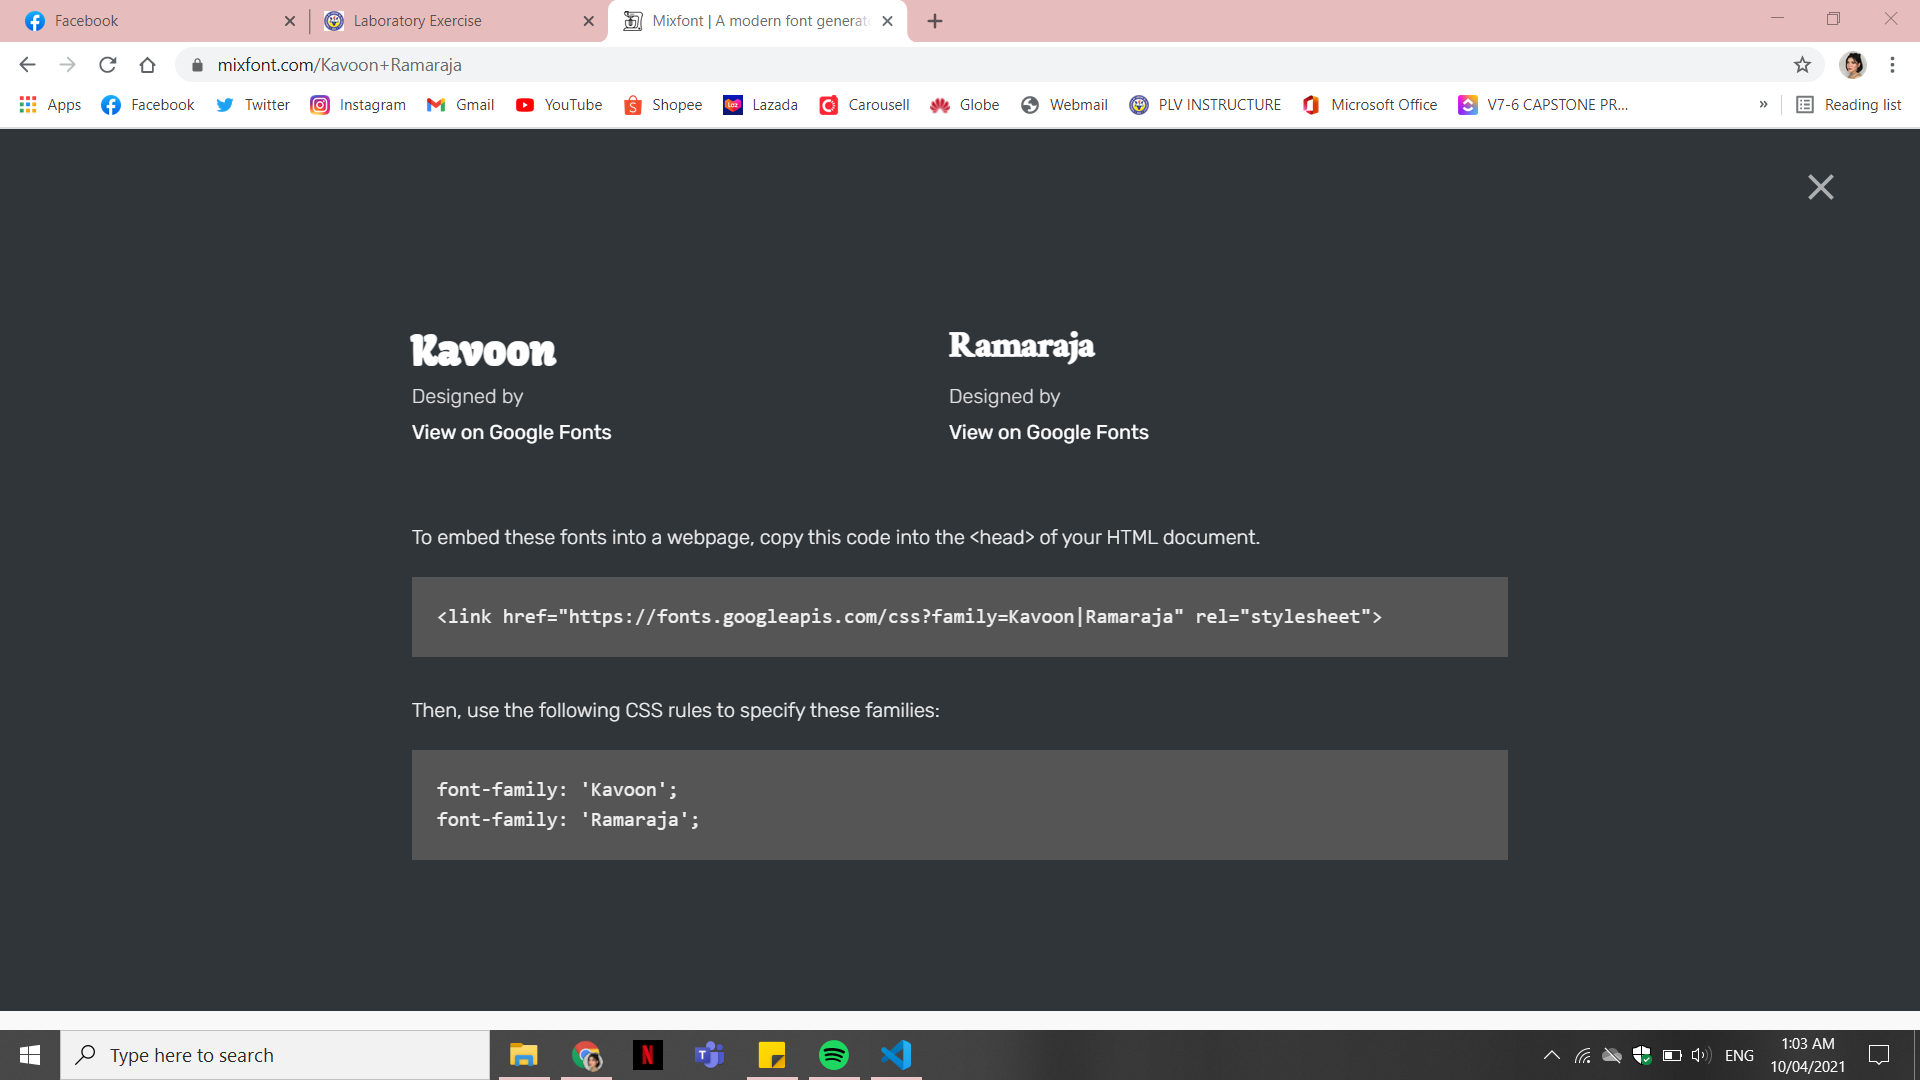 Facebook
Laboratory Exercise
Mixfont | A modern font generat
mixfont.com/Kavoon+Ramaraja
Apps
Facebook
Twitter
Instagram
Gmail
YouTube
Shopee
Lazada
Carousell
Globe
Webmail
PLV INSTRUCTURE
Microsoft Office
V7-6 CAPSTONE PR...
»
Reading list
Kavoon
Designed by
View on Google Fonts
Ramaraja
Designed by
View on Google Fonts
To embed these fonts into a webpage, copy this code into the <head> of your HTML document.
<link href="https://fonts.googleapis.com/css?family=Kavoon|Ramaraja" rel="stylesheet">
Then, use the following CSS rules to specify these families:
font-family: 'Kavoon';
font-family: 'Ramaraja';
Type here to search
ENG
1:03 AM
10/04/2021